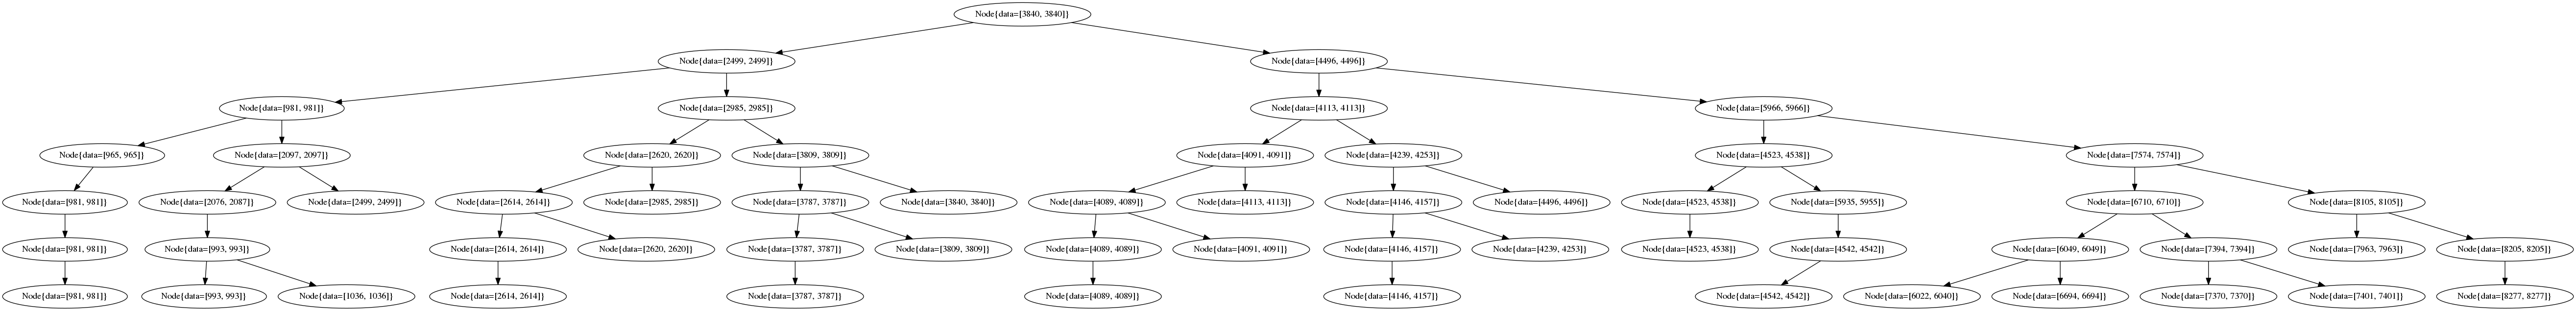 Node{data=[3840, 3840]}
Node{data=[2499, 2499]}
Node{data=[4496, 4496]}
Node{data=[981, 981]}
Node{data=[2985, 2985]}
Node{data=[4113, 4113]}
Node{data=[5966, 5966]}
Node{data=[965, 965]}
Node{data=[2097, 2097]}
Node{data=[2620, 2620]}
Node{data=[3809, 3809]}
Node{data=[4091, 4091]}
Node{data=[4239, 4253]}
Node{data=[4523, 4538]}
Node{data=[7574, 7574]}
Node{data=[981, 981]}
Node{data=[2076, 2087]}
Node{data=[2499, 2499]}
Node{data=[2614, 2614]}
Node{data=[2985, 2985]}
Node{data=[3787, 3787]}
Node{data=[3840, 3840]}
Node{data=[4089, 4089]}
Node{data=[4113, 4113]}
Node{data=[4146, 4157]}
Node{data=[4496, 4496]}
Node{data=[4523, 4538]}
Node{data=[5935, 5955]}
Node{data=[6710, 6710]}
Node{data=[8105, 8105]}
Node{data=[981, 981]}
Node{data=[993, 993]}
Node{data=[2614, 2614]}
Node{data=[2620, 2620]}
Node{data=[3787, 3787]}
Node{data=[3809, 3809]}
Node{data=[4089, 4089]}
Node{data=[4091, 4091]}
Node{data=[4146, 4157]}
Node{data=[4239, 4253]}
Node{data=[4523, 4538]}
Node{data=[4542, 4542]}
Node{data=[6049, 6049]}
Node{data=[7394, 7394]}
Node{data=[7963, 7963]}
Node{data=[8205, 8205]}
Node{data=[981, 981]}
Node{data=[993, 993]}
Node{data=[1036, 1036]}
Node{data=[2614, 2614]}
Node{data=[3787, 3787]}
Node{data=[4089, 4089]}
Node{data=[4146, 4157]}
Node{data=[4542, 4542]}
Node{data=[6022, 6040]}
Node{data=[6694, 6694]}
Node{data=[7370, 7370]}
Node{data=[7401, 7401]}
Node{data=[8277, 8277]}